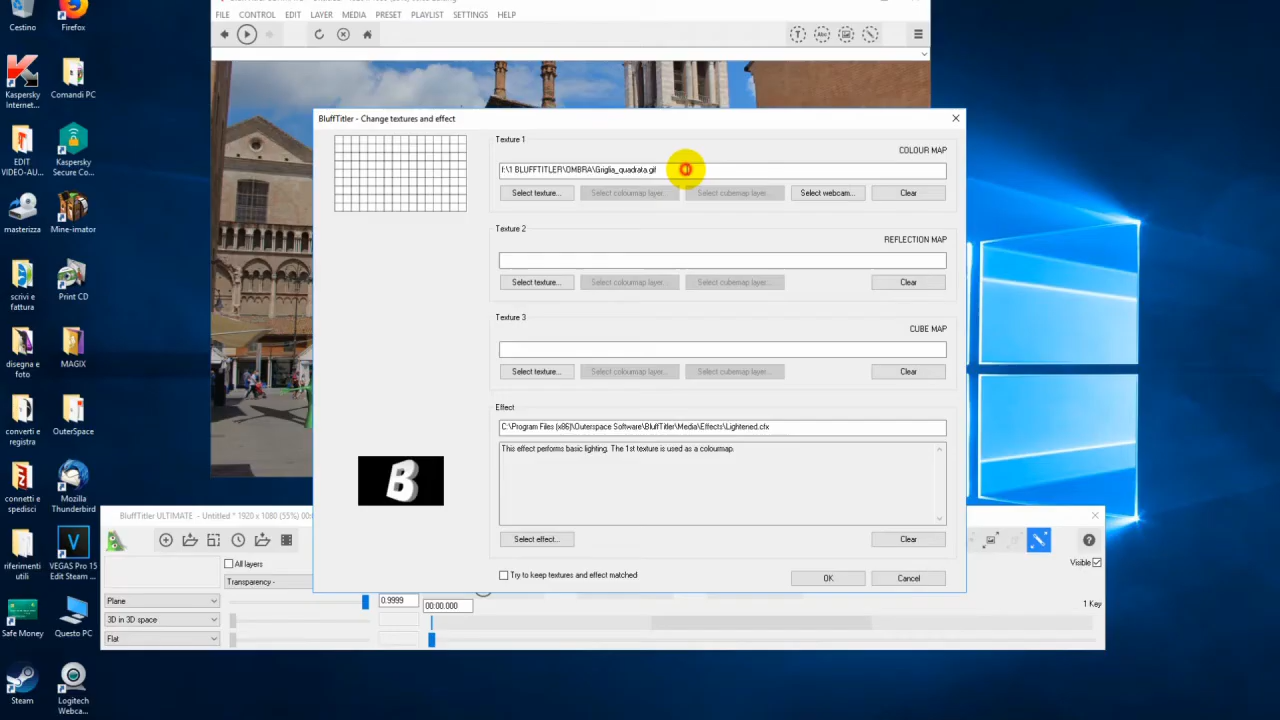 Cestino
Firefox
FILE CONTROL EDIT LAYER MEDIA PRESET PLAYLIST SETTINGS HELP
Kaspersky
Internet...
Comandi PC
EDIT
VIDEO-AU...
Kaspersky
Secure Co...
masterizza
Mine-imator
scrivi e
fattura
Print CD
disegna e
foto
MAGIX
converti e
registra
OuterSpace
connetti e
spedisci
Mozilla
Thunderbird
riferimenti
utili
VEGAS Pro 15
Edit Steam ...
Safe Money
Questo PC
Steam
Logitech
Webca...
BluffTitler - Change textures and effect
Texture 1
COLOUR MAP
I:\1 BLUFFTITLER\OMBRA\Griglia_quadrata.gif
Select texture... Select colourmap layer... Select cubemap layer... Select webcam... Clear
Texture 2
REFLECTION MAP
Select texture... Select colourmap layer... Select cubemap layer... Clear
Texture 3
CUBE MAP
Select texture... Select colourmap layer... Select cubemap layer... Clear
Effect
C:\Program Files (x86)\Outerspace Software\BluffTitler\Media\Effects\Lightened.cfx
This effect performs basic lighting. The 1st texture is used as a colourmap.
B
Select effect... Clear
Try to keep textures and effect matched
OK Cancel
BluffTitler ULTIMATE - Untitled * 1920 x 1080 (55%) 00:
All layers
Visible
Transparency -
Plane
0.9999
00:00.000
1 Key
3D in 3D space
Flat